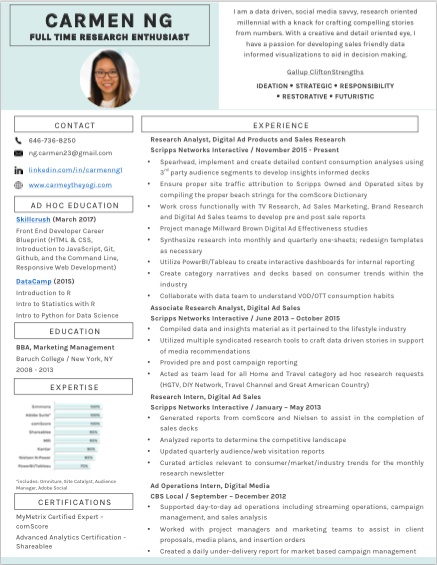 CARMEN NG
FULL TIME RESEARCH ENTHUSIAST
I am a data driven, social media savvy, research oriented
millennial with a knack for crafting compelling stories
from numbers. With a creative and detail oriented eye, I
have a passion for developing sales friendly data
informed visualizations to aid in decision making.
Gallup CliftonStrengths
IDEATION • STRATEGIC • RESPONSIBILITY
• RESTORATIVE • FUTURISTIC
CONTACT
646-736-8250
ng.carmen23@gmail.com
linkedin.com/in/carmenng1
www.carmeytheyogi.com
AD HOC EDUCATION
Skillcrush (March 2017)
Front End Developer Career
Blueprint (HTML & CSS,
Introduction to JavaScript, Git,
Github, and the Command Line,
Responsive Web Development)
DataCamp (2015)
Introduction to R
Intro to Statistics with R
Intro to Python for Data Science
EDUCATION
BBA, Marketing Management
Baruch College / New York, NY
2008 - 2013
EXPERTISE
Simmons 100%
Adobe Suite* 100%
comScore 100%
Shareablee
MRI
Kantar
Nielsen N-Power
PowerBI/Tableau
*includes: Omniture, Site Catalyst, Audience
Manager, Adobe Social
CERTIFICATIONS
MyMetrix Certified Expert –
comScore
Advanced Analytics Certification -
Shareablee
EXPERIENCE
Research Analyst, Digital Ad Products and Sales Research
Scripps Networks Interactive / November 2015 - Present
• Spearhead, implement and create detailed content consumption analyses using
3rd party audience segments to develop insights informed decks
• Ensure proper site traffic attribution to Scripps Owned and Operated sites by
compiling the proper beach strings for the comScore Dictionary
• Work cross functionally with TV Research, Ad Sales Marketing, Brand Research
and Digital Ad Sales teams to develop pre and post sale reports
• Project manage Millward Brown Digital Ad Effectiveness studies
• Synthesize research into monthly and quarterly one-sheets; redesign templates
as necessary
• Utilize PowerBI/Tableau to create interactive dashboards for internal reporting
• Create category narratives and decks based on consumer trends within the
industry
• Collaborate with data team to understand VOD/OTT consumption habits
Associate Research Analyst, Digital Ad Sales
Scripps Networks Interactive / June 2013 – October 2015
• Compiled data and insights material as it pertained to the lifestyle industry
• Utilized multiple syndicated research tools to craft data driven stories in support
of media recommendations
• Provided pre and post campaign reporting
• Acted as team lead for all Home and Travel category ad hoc research requests
(HGTV, DIY Network, Travel Channel and Great American Country)
Research Intern, Digital Ad Sales
Scripps Networks Interactive / January – May 2013
• Generated reports from comScore and Nielsen to assist in the completion of
sales decks
• Analyzed reports to determine the competitive landscape
• Updated quarterly audience/web visitation reports
• Curated articles relevant to consumer/market/industry trends for the monthly
research newsletter
Ad Operations Intern, Digital Media
CBS Local / September – December 2012
• Supported day-to-day ad operations including streaming operations, campaign
management, and sales analysis
• Worked with project managers and marketing teams to assist in client
proposals, media plans, and insertion orders
• Created a daily under-delivery report for market based campaign management